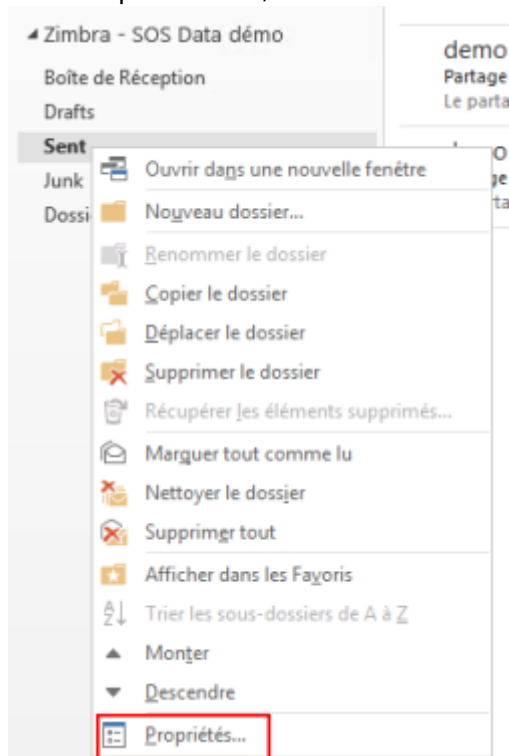 Zimbra - SOS Data démo
Boîte de Réception
Drafts
Sent
Junk
Dossi
demo
Partage
Le parta
Ouvrir dans une nouvelle fenêtre
Nouveau dossier...
Renommer le dossier
Copier le dossier
Déplacer le dossier
Supprimer le dossier
Récupérer les éléments supprimés...
Marquer tout comme lu
Nettoyer le dossier
Supprimer tout
Afficher dans les Favoris
Trier les sous-dossiers de A à Z
Monter
Descendre
Propriétés...